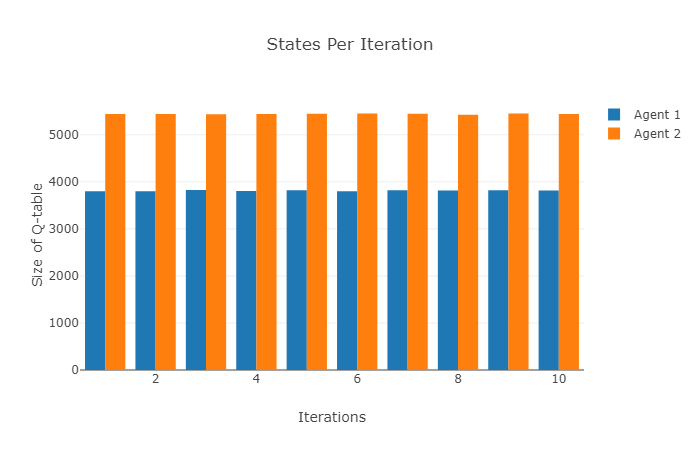 States Per Iteration
Agent 1
Agent 2
5000
4000
3000
2000
1000
0
Size of Q-table
2
4
6
8
10
Iterations